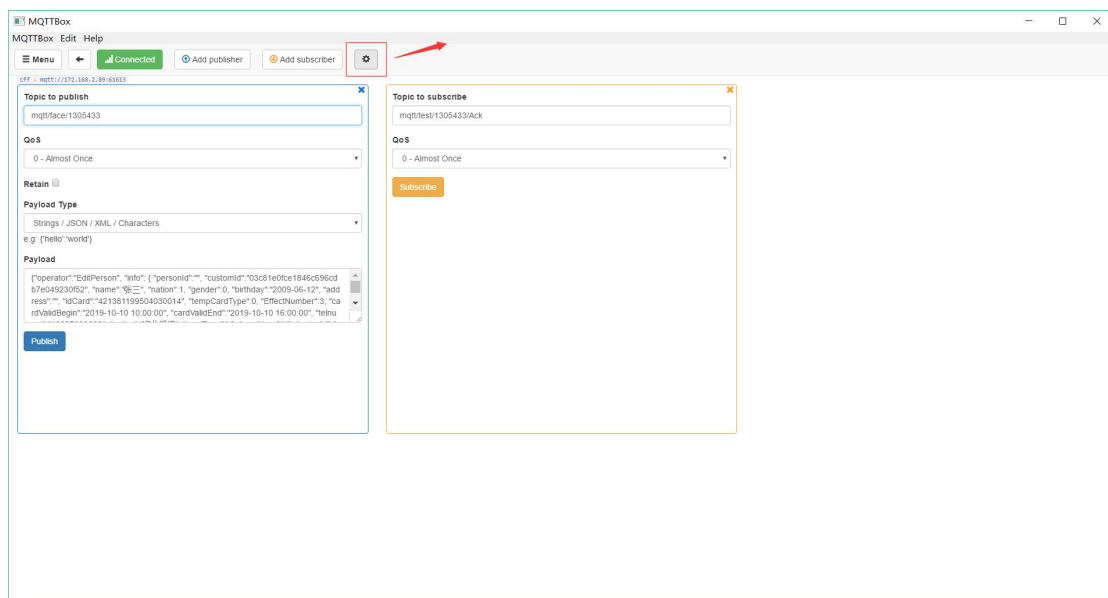 MQTTBox
MQTTBox Edit Help
Menu
Connected
Add publisher
Add subscriber
cff - mqtt://172.168.2.89:61613
Topic to publish
mqtt/face/1305433
QoS
0 - Almost Once
Retain
Payload Type
Strings / JSON / XML / Characters
e.g: {'hello':'world'}
Payload
{"operator":"EditPerson", "info": { "personId":"", "customId":"03c81e0fce1846c696cd
b7e049230f52", "name":"张三", "nation":1, "gender":0, "birthday":"2009-06-12", "add
ress":"", "idCard":"421381199504030014", "tempCardType":0, "EffectNumber":3, "ca
rdValidBegin":"2019-10-10 10:00:00", "cardValidEnd":"2019-10-10 16:00:00", "telnu
Publish
Topic to subscribe
mqtt/test/1305433/Ack
QoS
0 - Almost Once
Subscribe